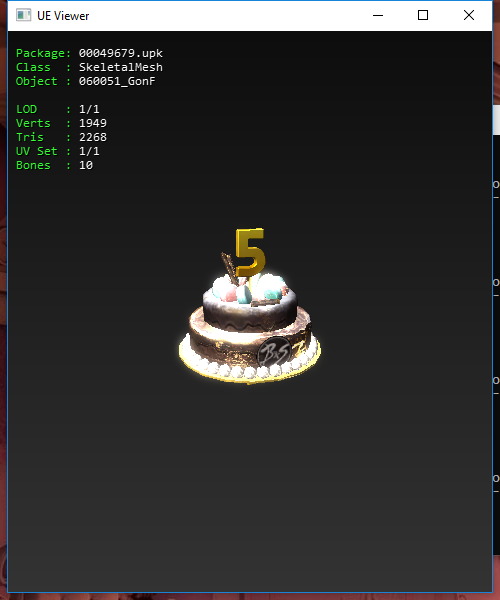 UE Viewer
Package: 00049679.upk
Class : SkeletalMesh
Object : 060051_GonF
LOD : 1/1
Verts : 1949
Tris : 2268
UV Set : 1/1
Bones : 10
5
B&S